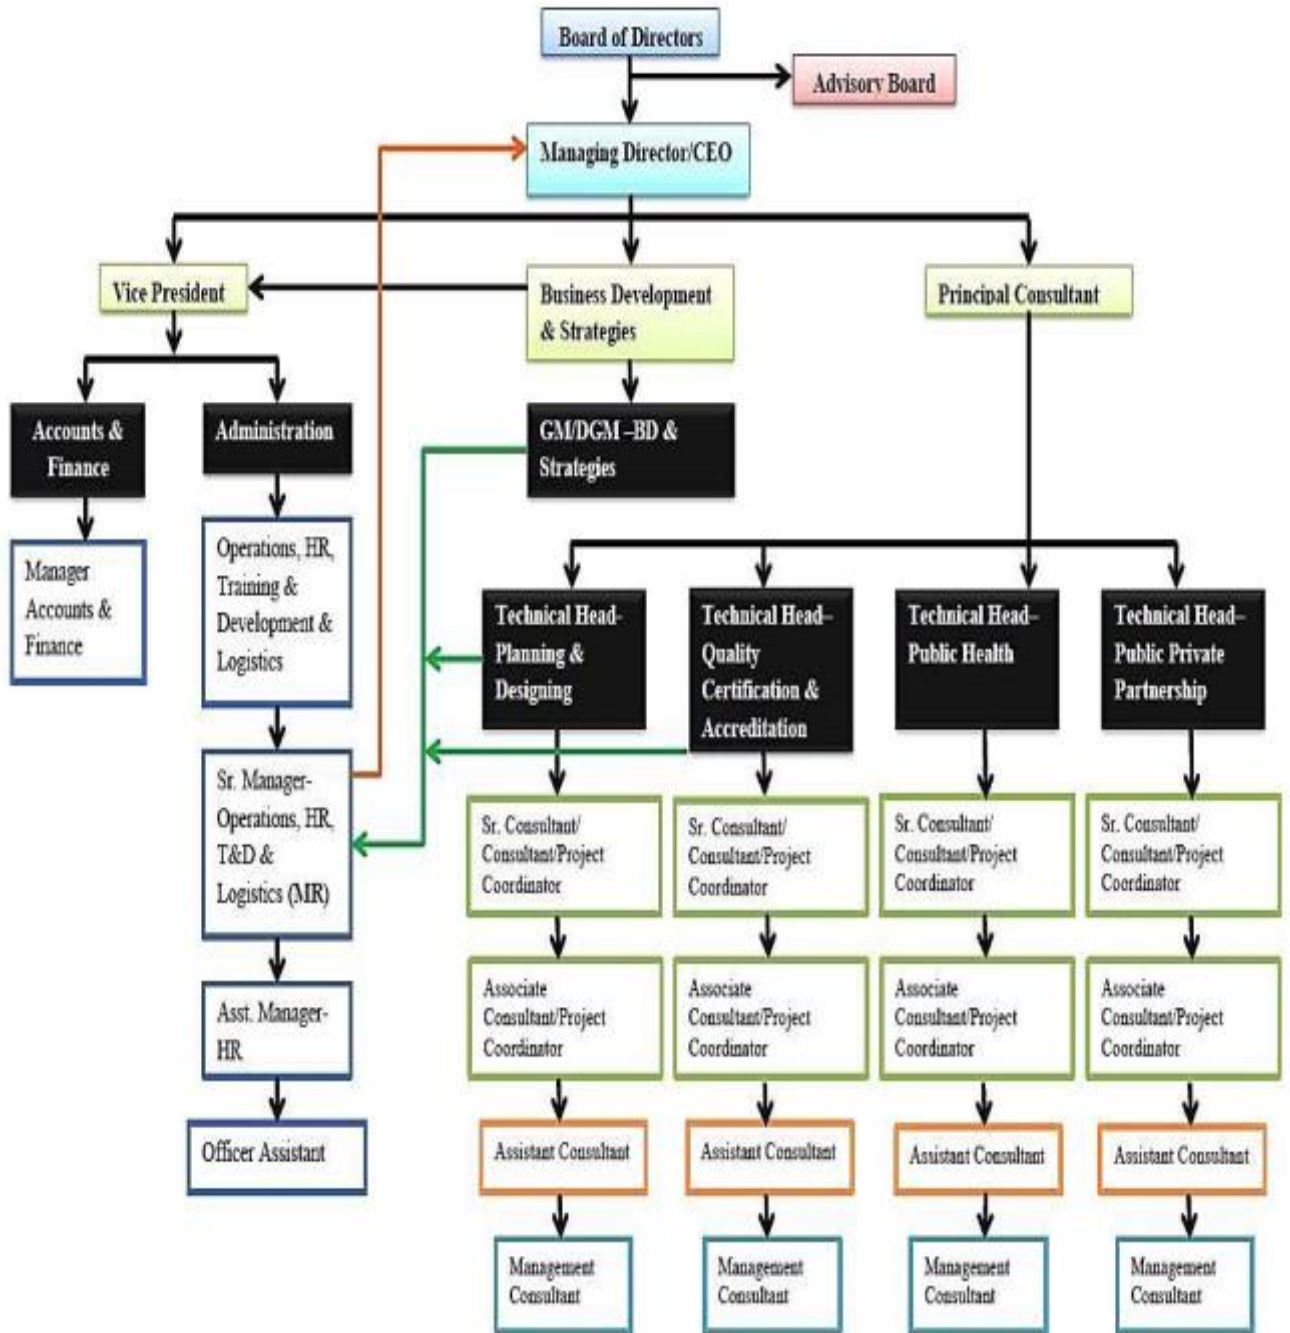 Board of Directors
Advisory Board
Managing Director/CEO
Vice President
Business Development
& Strategies
Principal Consultant
Accounts &
Finance
Administration
GM/DGM –BD &
Strategies
Manager
Accounts &
Finance
Operations, HR,
Training &
Development &
Logistics
Technical Head-
Planning &
Designing
Technical Head–
Quality
Certification &
Accreditation
Technical Head–
Public Health
Technical Head–
Public Private
Partnership
Sr. Manager-
Operations, HR,
T&D &
Logistics (MR)
Sr. Consultant/
Consultant/Project
Coordinator
Sr. Consultant/
Consultant/Project
Coordinator
Sr. Consultant/
Consultant/Project
Coordinator
Sr. Consultant/
Consultant/Project
Coordinator
Asst. Manager-
HR
Associate
Consultant/Project
Coordinator
Associate
Consultant/Project
Coordinator
Associate
Consultant/Project
Coordinator
Associate
Consultant/Project
Coordinator
Officer Assistant
Assistant Consultant
Assistant Consultant
Assistant Consultant
Assistant Consultant
Management
Consultant
Management
Consultant
Management
Consultant
Management
Consultant